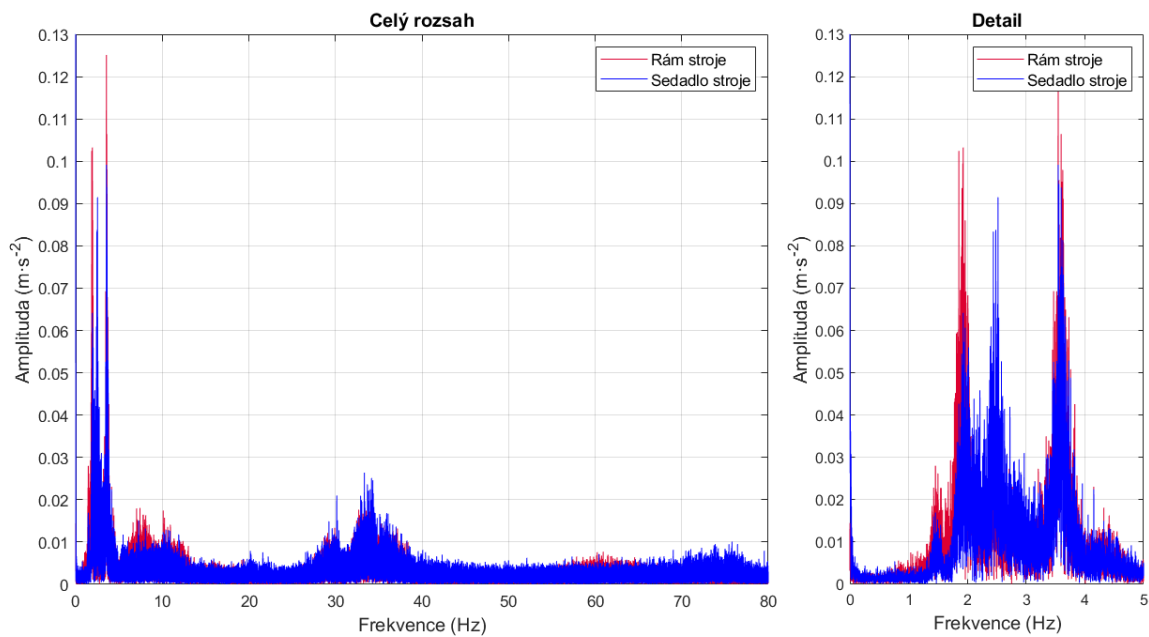 Celý rozsah
Rám stroje
Sedadlo stroje
Amplituda (m·s⁻²)
0.13
0.12
0.11
0.1
0.09
0.08
0.07
0.06
0.05
0.04
0.03
0.02
0.01
0
0 10 20 30 40 50 60 70 80
Frekvence (Hz)
Detail
Rám stroje
Sedadlo stroje
Amplituda (m·s⁻²)
0.13
0.12
0.11
0.1
0.09
0.08
0.07
0.06
0.05
0.04
0.03
0.02
0.01
0
0 1 2 3 4 5
Frekvence (Hz)